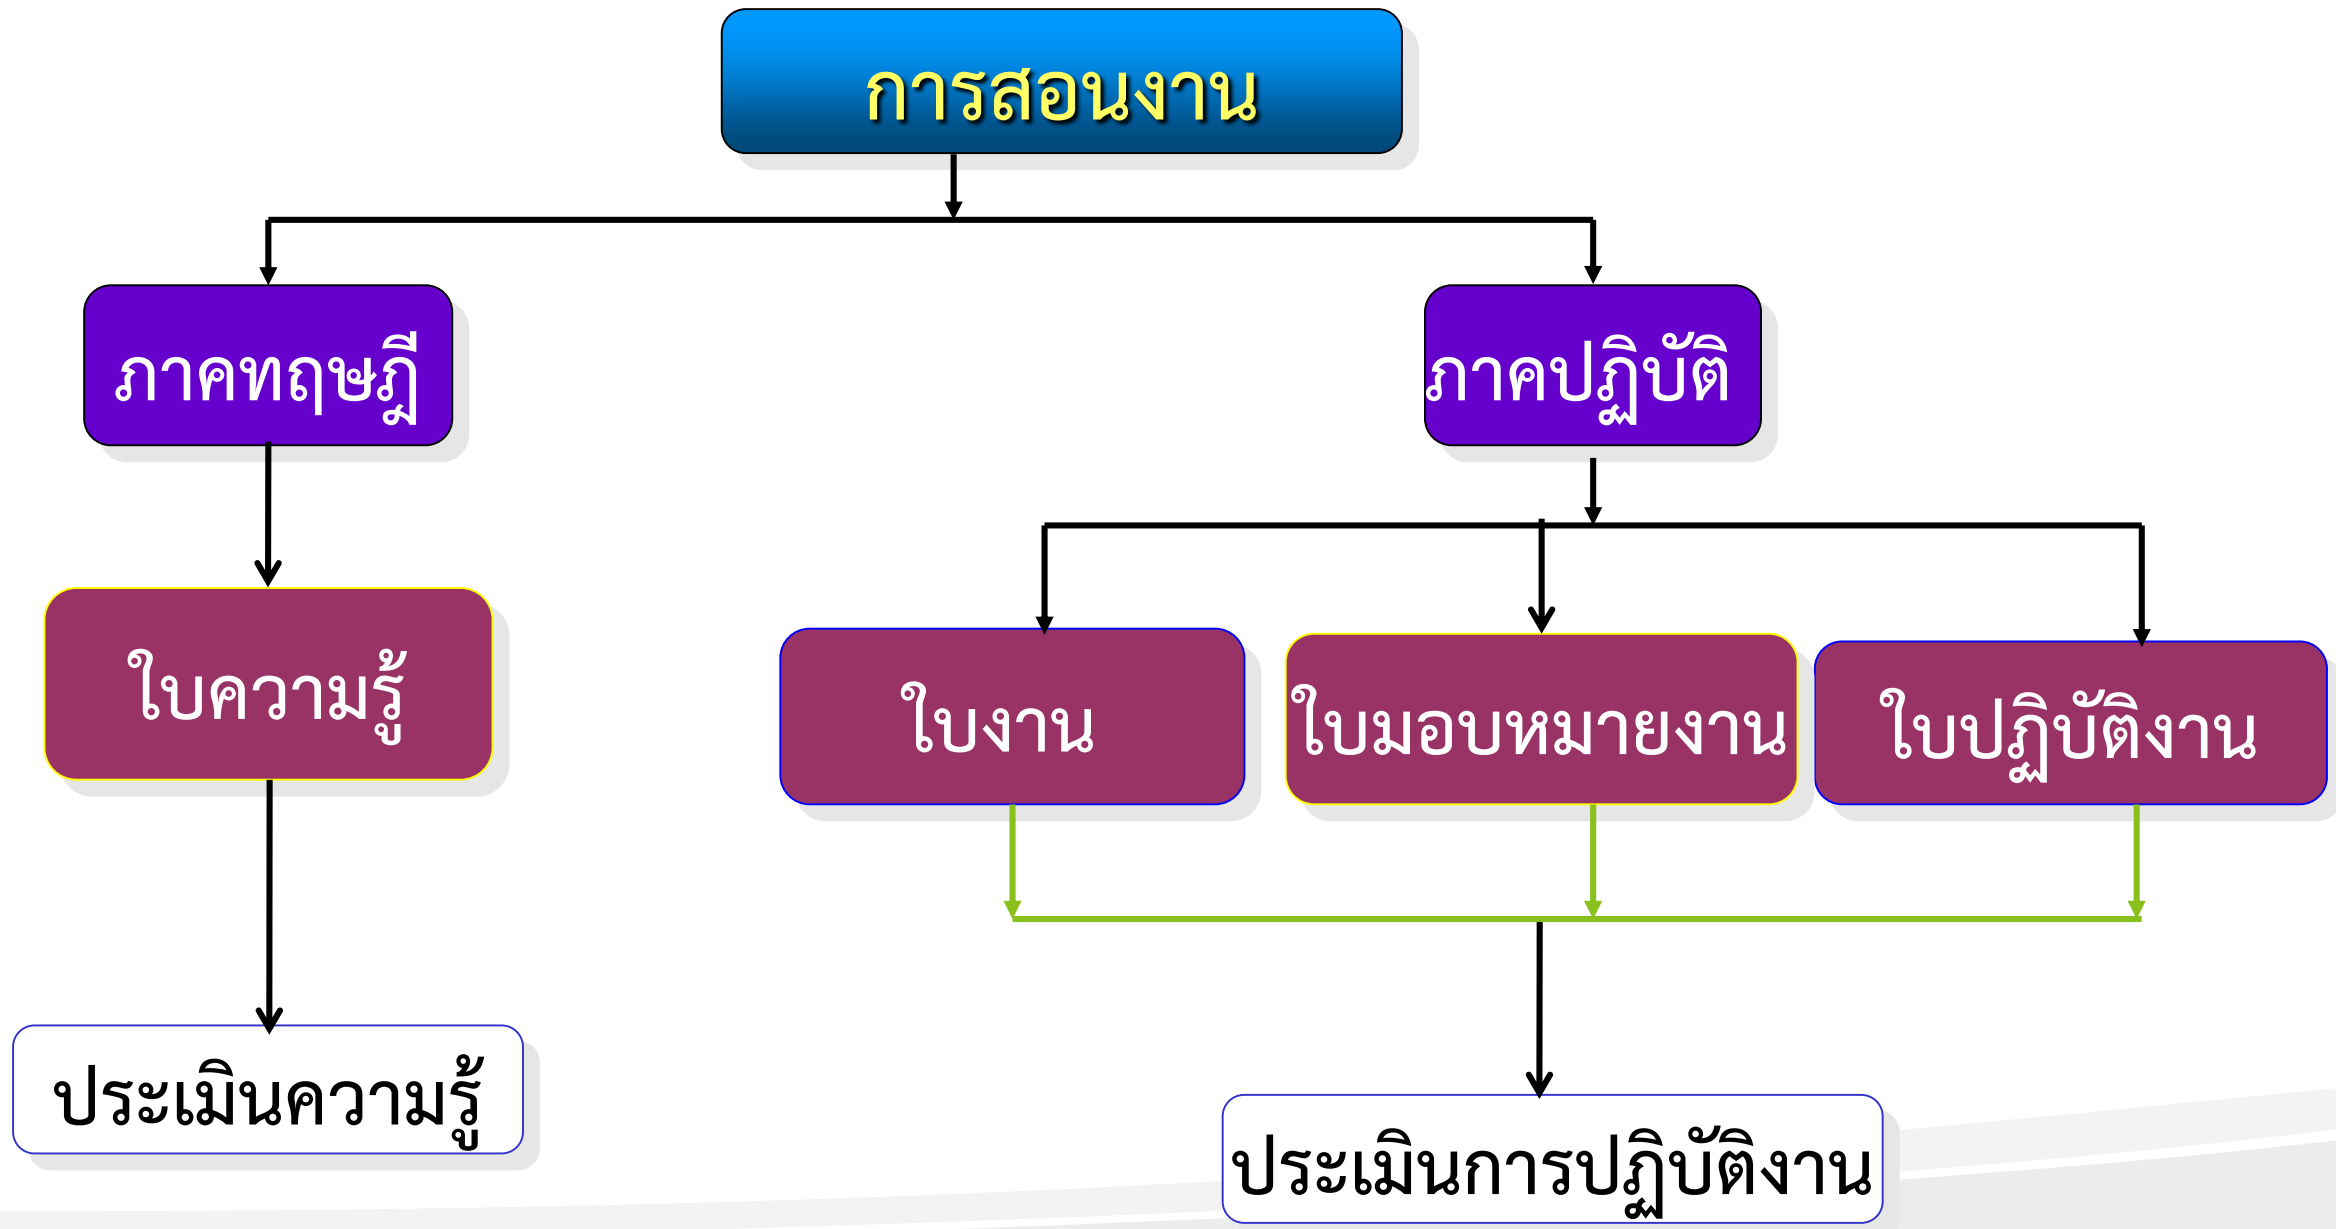 การสอนงาน
ภาคทฤษฎี
ภาคปฏิบัติ
ใบความรู้
ใบงาน
ใบมอบหมายงาน
ใบปฏิบัติงาน
ประเมินความรู้
ประเมินการปฏิบัติงาน